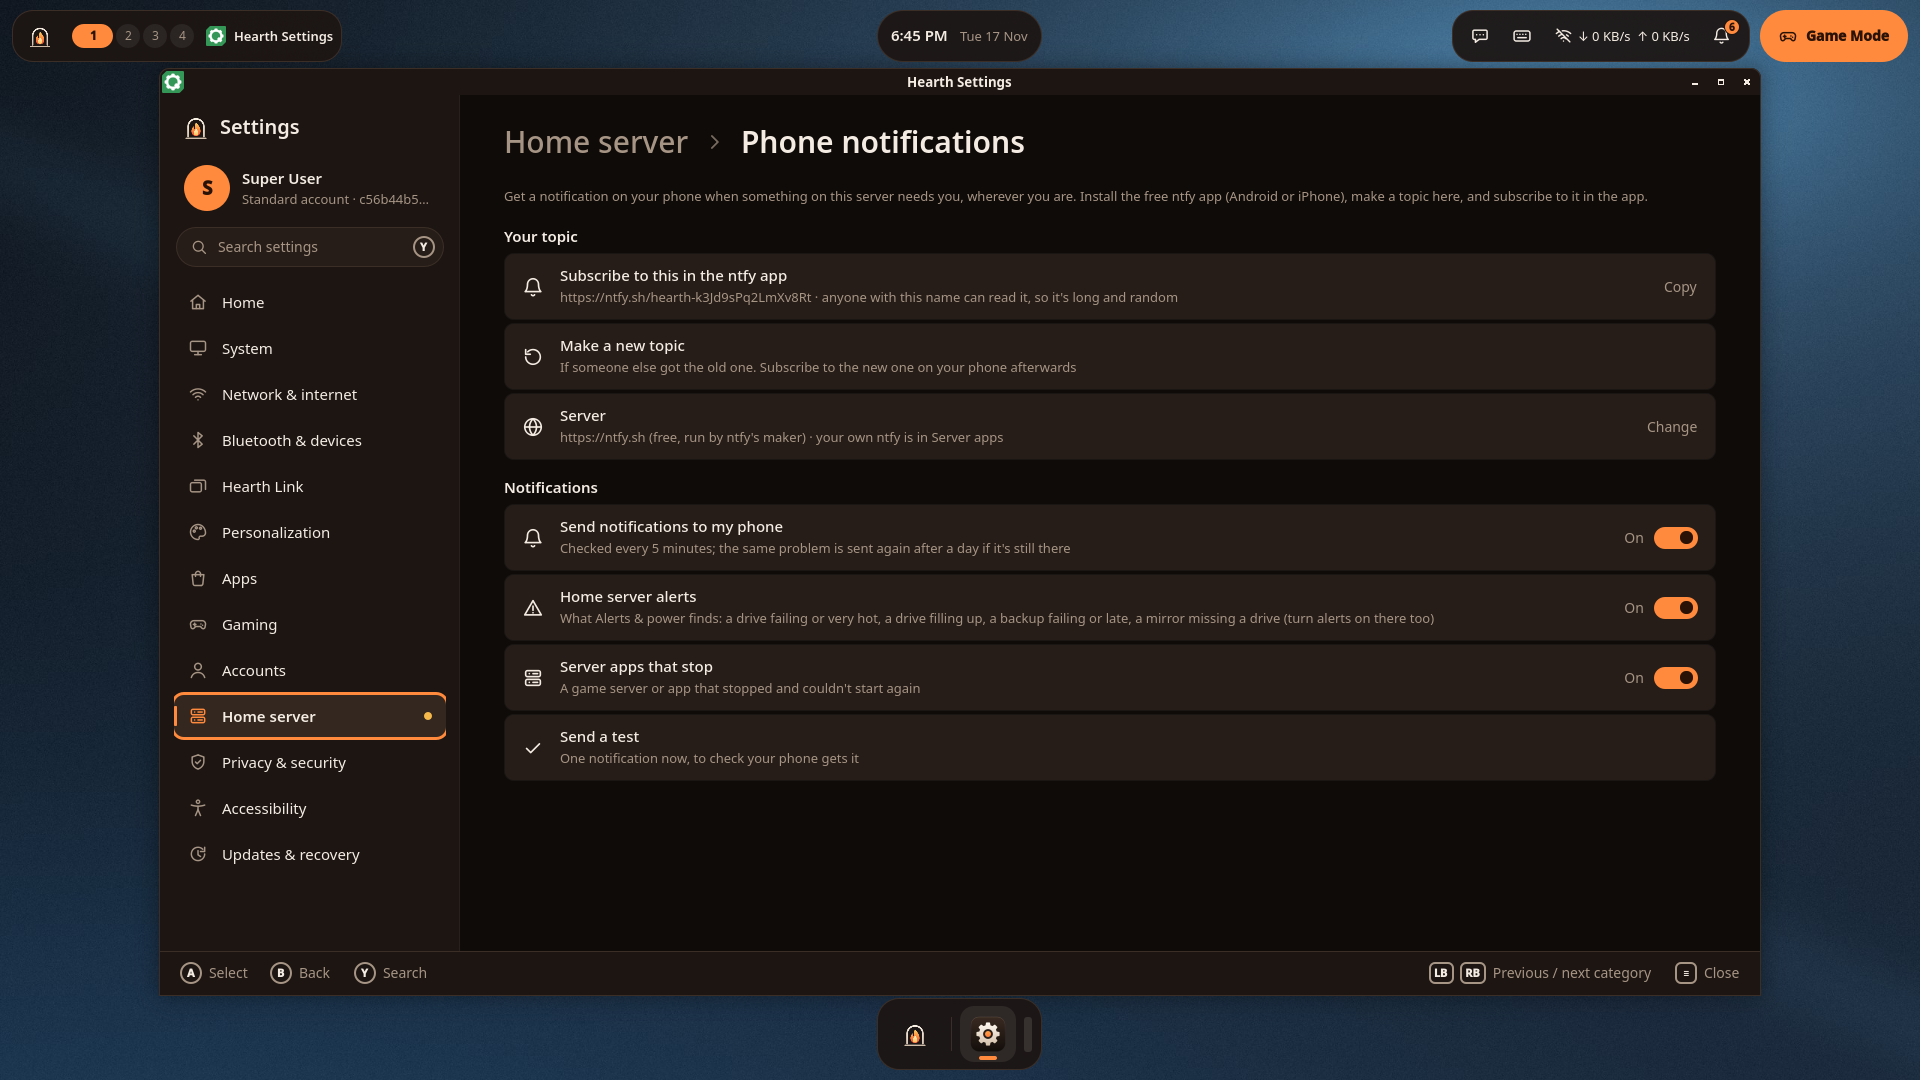 1 2 3 4 Hearth Settings
6:45 PM Tue 17 Nov
↓ 0 KB/s ↑ 0 KB/s 6
Game Mode
Hearth Settings
Settings
S
Super User
Standard account · c56b44b5...
Search settings Y
Home
System
Network & internet
Bluetooth & devices
Hearth Link
Personalization
Apps
Gaming
Accounts
Home server
Privacy & security
Accessibility
Updates & recovery
Home server > Phone notifications
Get a notification on your phone when something on this server needs you, wherever you are. Install the free ntfy app (Android or iPhone), make a topic here, and subscribe to it in the app.
Your topic
Subscribe to this in the ntfy app
https://ntfy.sh/hearth-k3Jd9sPq2LmXv8Rt · anyone with this name can read it, so it's long and random
Copy
Make a new topic
If someone else got the old one. Subscribe to the new one on your phone afterwards
Server
https://ntfy.sh (free, run by ntfy's maker) · your own ntfy is in Server apps
Change
Notifications
Send notifications to my phone
Checked every 5 minutes; the same problem is sent again after a day if it's still there
On
Home server alerts
What Alerts & power finds: a drive failing or very hot, a drive filling up, a backup failing or late, a mirror missing a drive (turn alerts on there too)
On
Server apps that stop
A game server or app that stopped and couldn't start again
On
Send a test
One notification now, to check your phone gets it
A Select B Back Y Search
LB RB Previous / next category ≡ Close